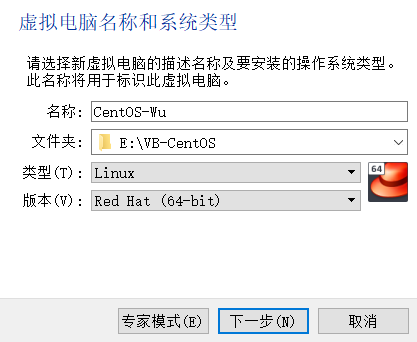 虚拟电脑名称和系统类型
请选择新虚拟电脑的描述名称及要安装的操作系统类型。
此名称将用于标识此虚拟电脑。
名称: CentOS-Wu
文件夹: E:\VB-CentOS
类型(T): Linux
64
版本(V): Red Hat (64-bit)
专家模式(E) 下一步(N) 取消